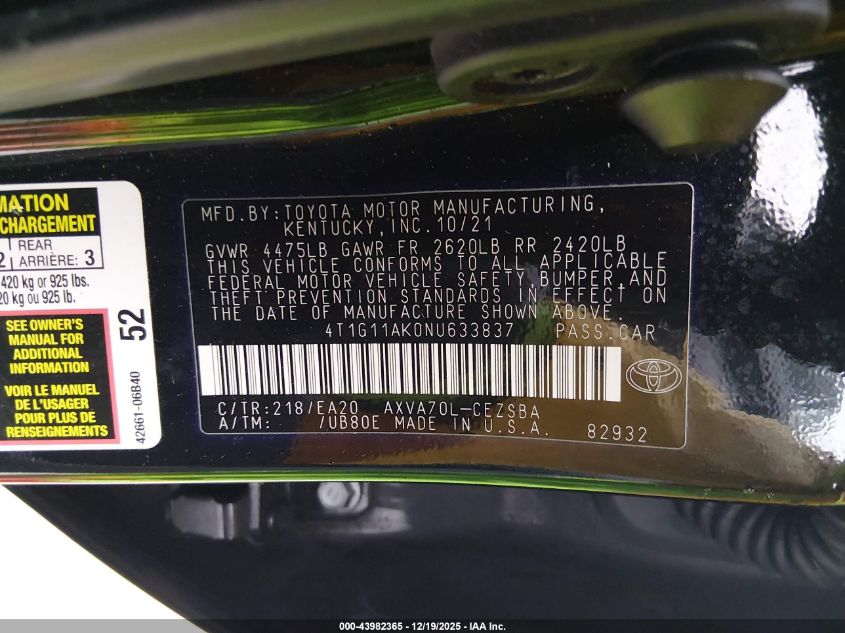 MATION
CHARGEMENT
REAR
2 ARRIÈRE: 3
420 kg or 925 lbs.
20 kg ou 925 lb.
SEE OWNER'S
MANUAL FOR
ADDITIONAL
INFORMATION
VOIR LE MANUEL
DE L'USAGER
POUR PLUS DE
RENSEIGNEMENTS
52
42661-06B40
MFD.BY:TOYOTA MOTOR MANUFACTURING,
KENTUCKY, INC.10/21
GVWR 4475LB GAWR FR 2620LB RR 2420LB
THIS VEHICLE CONFORMS TO ALL APPLICABLE
FEDERAL MOTOR VEHICLE SAFETY,BUMPER,AND
THEFT PREVENTION STANDARDS IN EFFECT ON
THE DATE OF MANUFACTURE SHOWN ABOVE.
4T1G11AK0NU633837 PASS.CAR
C/TR:218/EA20 AXVA70L-CEZSBA
A/TM: /UB80E MADE IN U.S.A.
82932
000-43982365 - 12/19/2025 - IAA Inc.